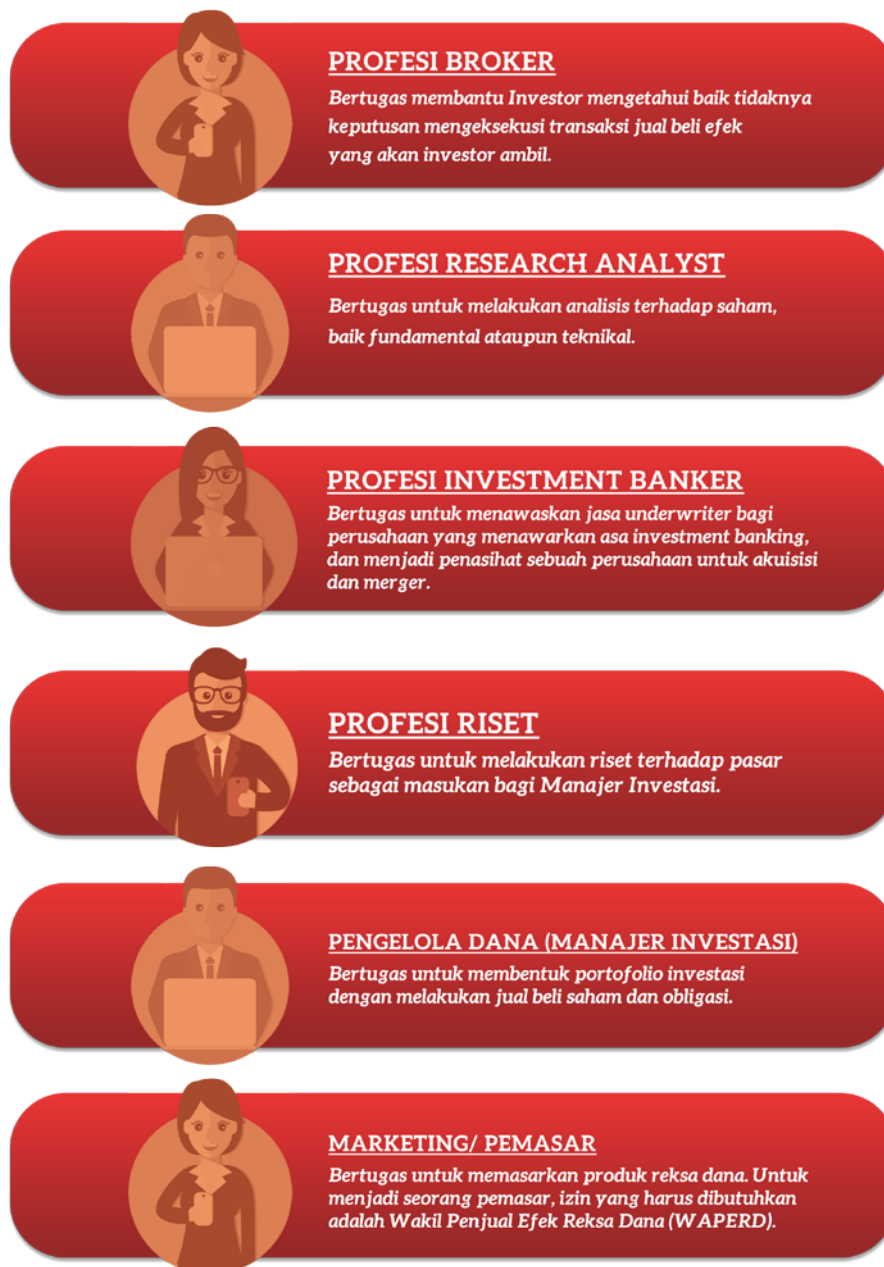 PROFESI BROKER
Bertugas membantu Investor mengetahui baik tidaknya
keputusan mengeksekusi transaksi jual beli efek
yang akan investor ambil.
PROFESI RESEARCH ANALYST
Bertugas untuk melakukan analisis terhadap saham,
baik fundamental ataupun teknikal.
PROFESI INVESTMENT BANKER
Bertugas untuk menawaskan jasa underwriter bagi
perusahaan yang menawarkan asa investment banking,
dan menjadi penasihat sebuah perusahaan untuk akuisisi
dan merger.
PROFESI RISET
Bertugas untuk melakukan riset terhadap pasar
sebagai masukan bagi Manajer Investasi.
PENGELOLA DANA (MANAJER INVESTASI)
Bertugas untuk membentuk portofolio investasi
dengan melakukan jual beli saham dan obligasi.
MARKETING/ PEMASAR
Bertugas untuk memasarkan produk reksa dana. Untuk
menjadi seorang pemasar, izin yang harus dibutuhkan
adalah Wakil Penjual Efek Reksa Dana (WAPERD).